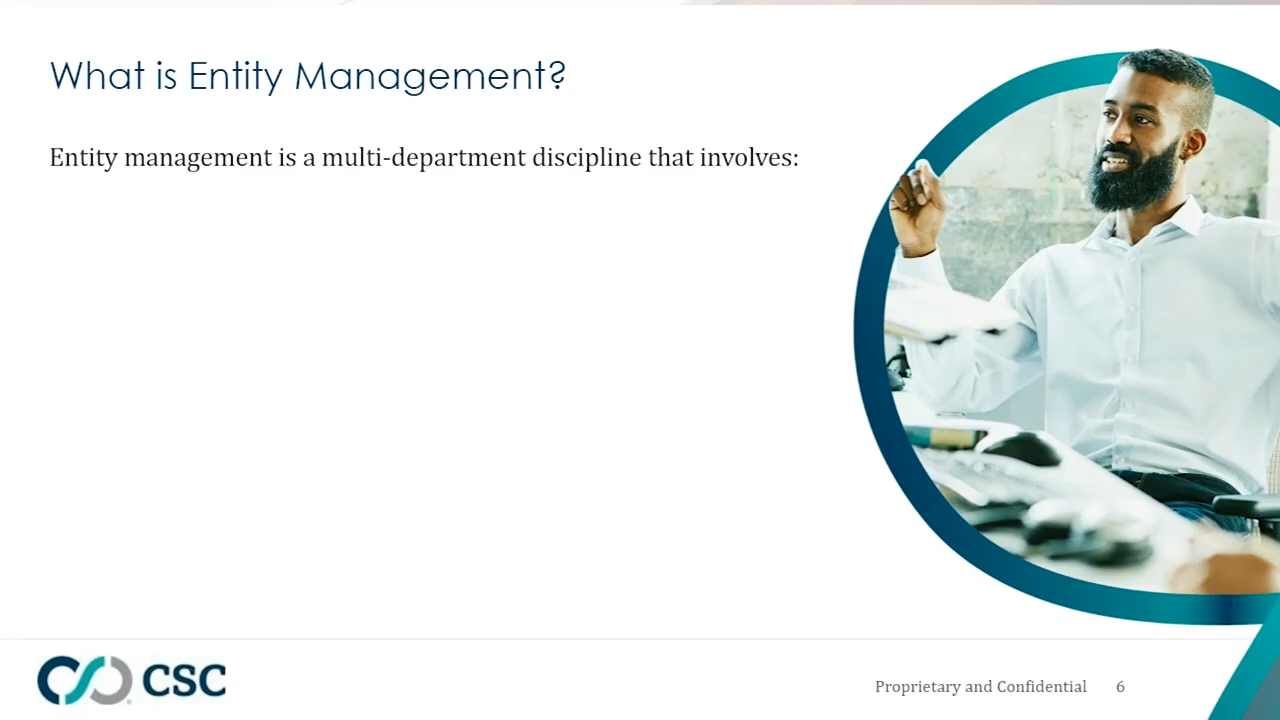 What is Entity Management?
Entity management is a multi-department discipline that involves:
CSC
Proprietary and Confidential 6